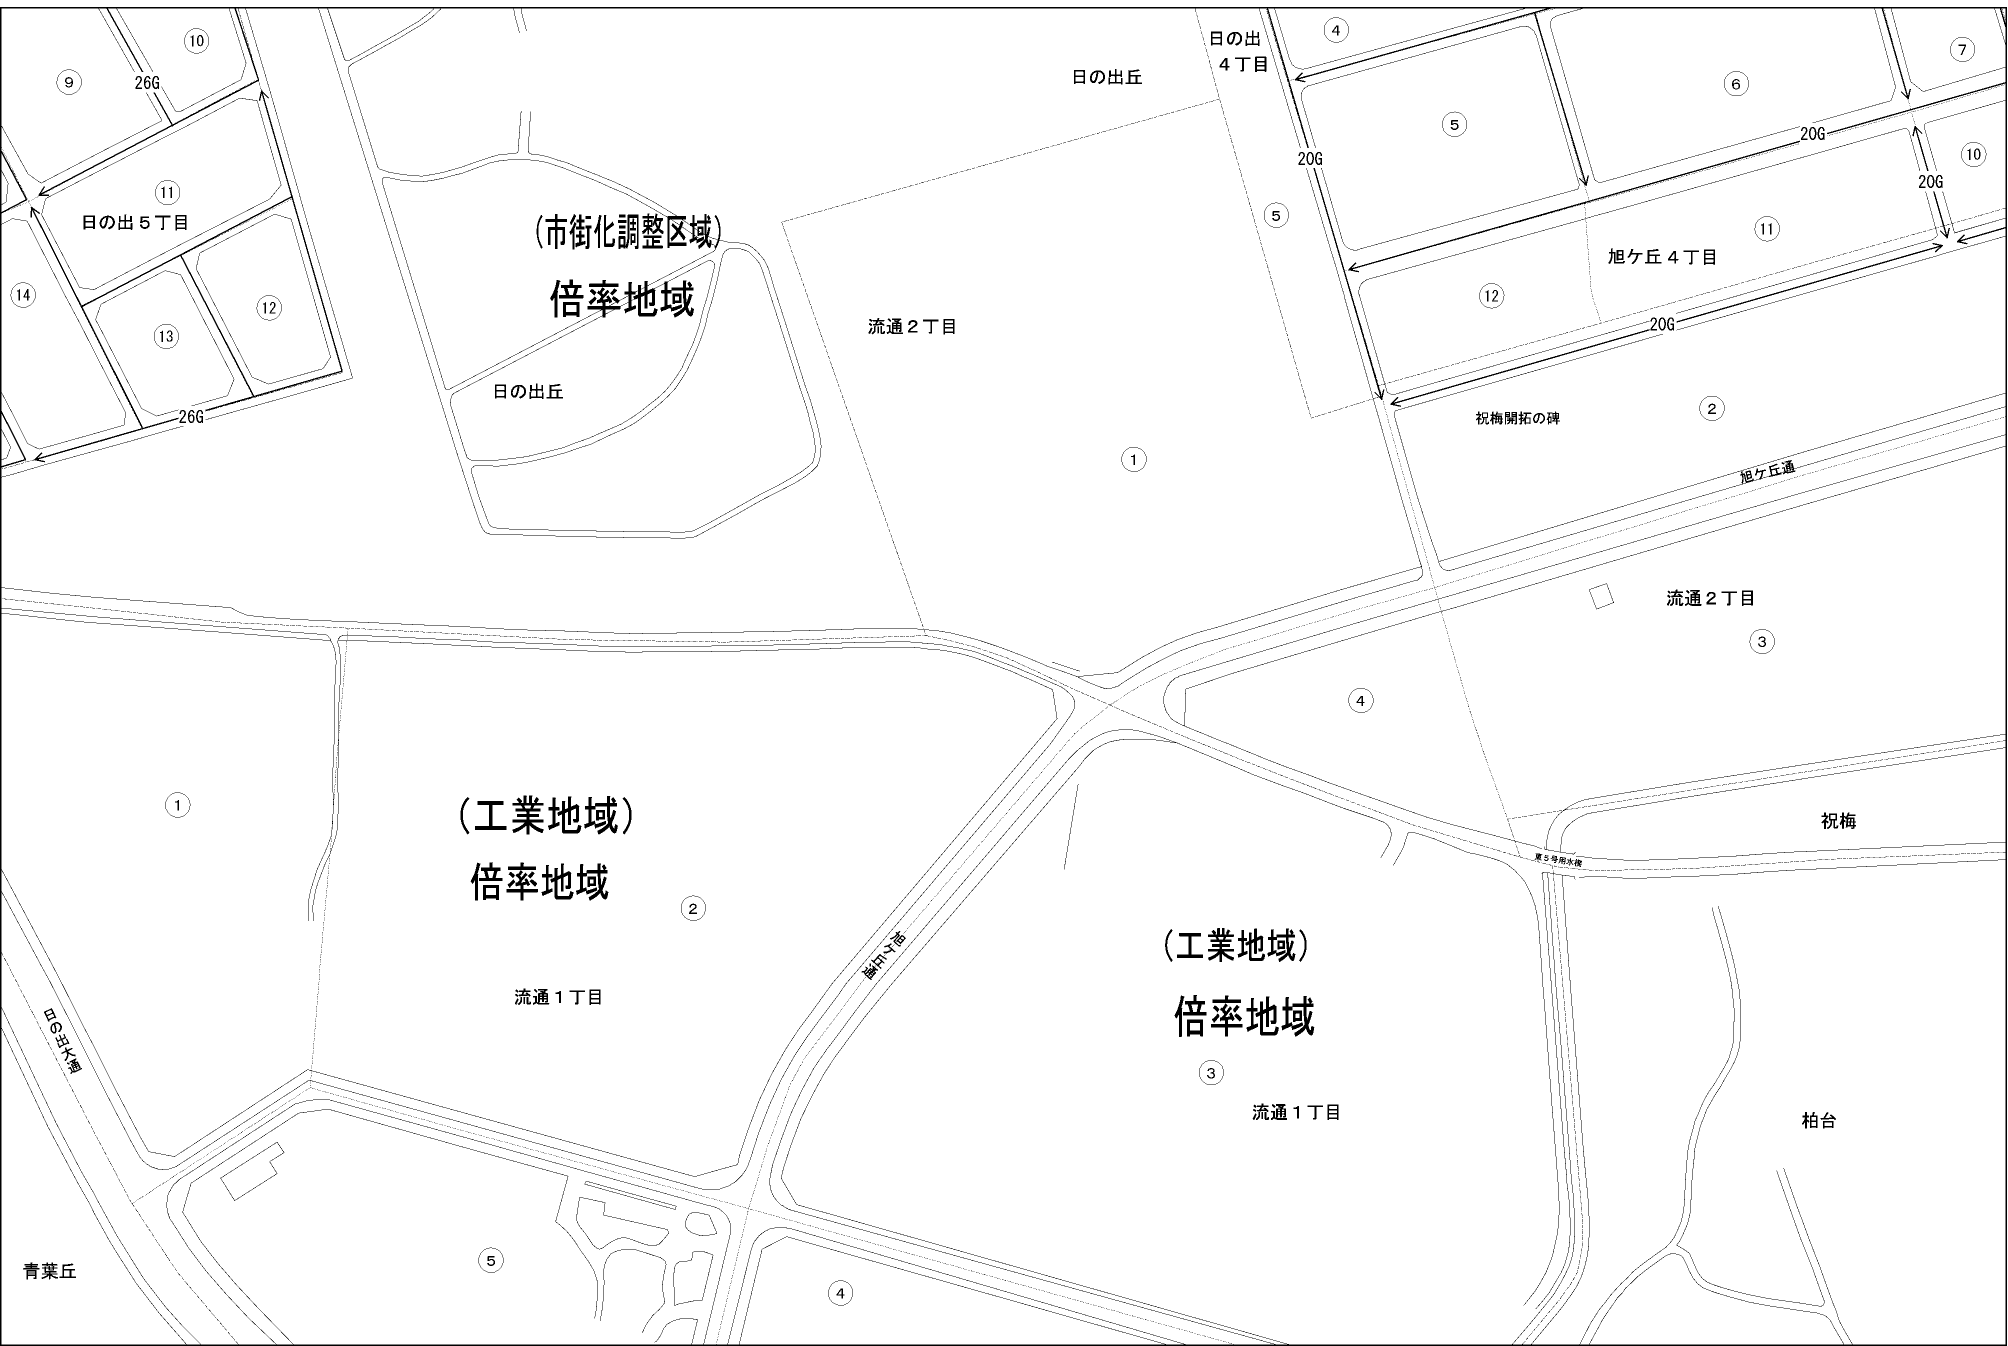 ⑩
⑨
26G
⑪
日の出５丁目
⑭
⑬
⑫
26G
（市街化調整区域）
倍率地域
日の出丘
日の出丘
日の出
４丁目
流通２丁目
①
⑤
20G
④
⑤
⑥
⑦
20G
⑩
20G
⑪
旭ケ丘４丁目
⑫
20G
祝梅開拓の碑
②
旭ケ丘通
流通２丁目
③
④
祝梅
東５号用水橋
①
（工業地域）
倍率地域
②
流通１丁目
旭ケ丘通
（工業地域）
倍率地域
③
流通１丁目
柏台
日の出大通
青葉丘
⑤
④